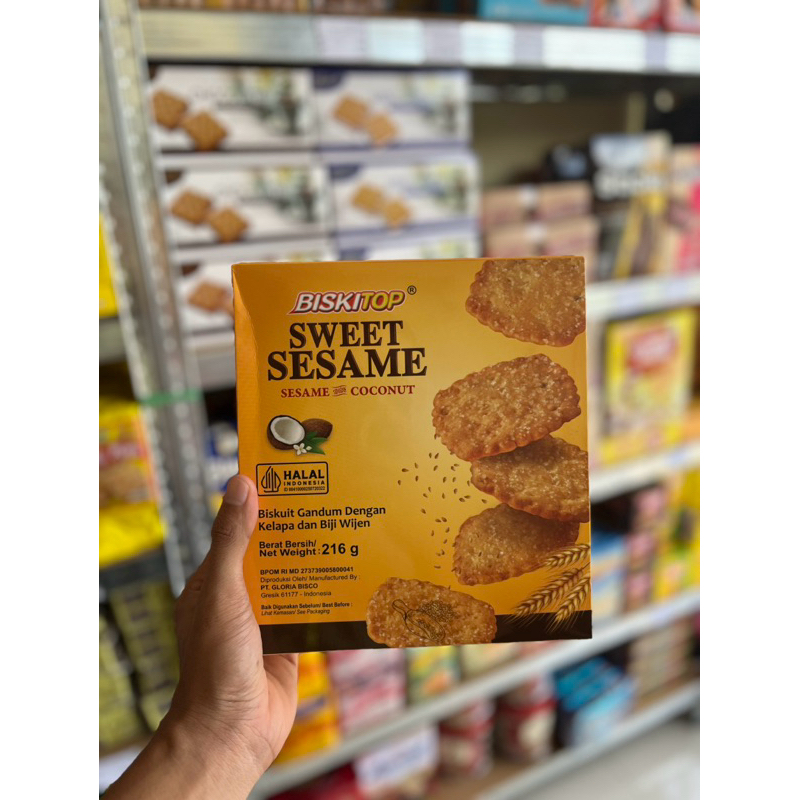 BISKITOP®
SWEET
SESAME
SESAME AND COCONUT
HALAL
INDONESIA
Biskuit Gandum Dengan
Kelapa dan Biji Wijen
Berat Bersih/
Net Weight : 216 g
BPOM RI MD 273739005800041
Diproduksi Oleh/ Manufactured By :
PT. GLORIA BISCO
Gresik 61177 - Indonesia
Baik Digunakan Sebelum/ Best Before :
Lihat Kemasan/ See Packaging